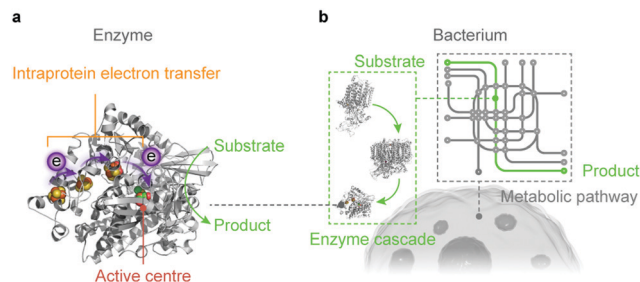 a
Enzyme
Intraprotein electron transfer
e
e
Substrate
Product
Active centre
b
Bacterium
Substrate
Enzyme cascade
Product
Metabolic pathway